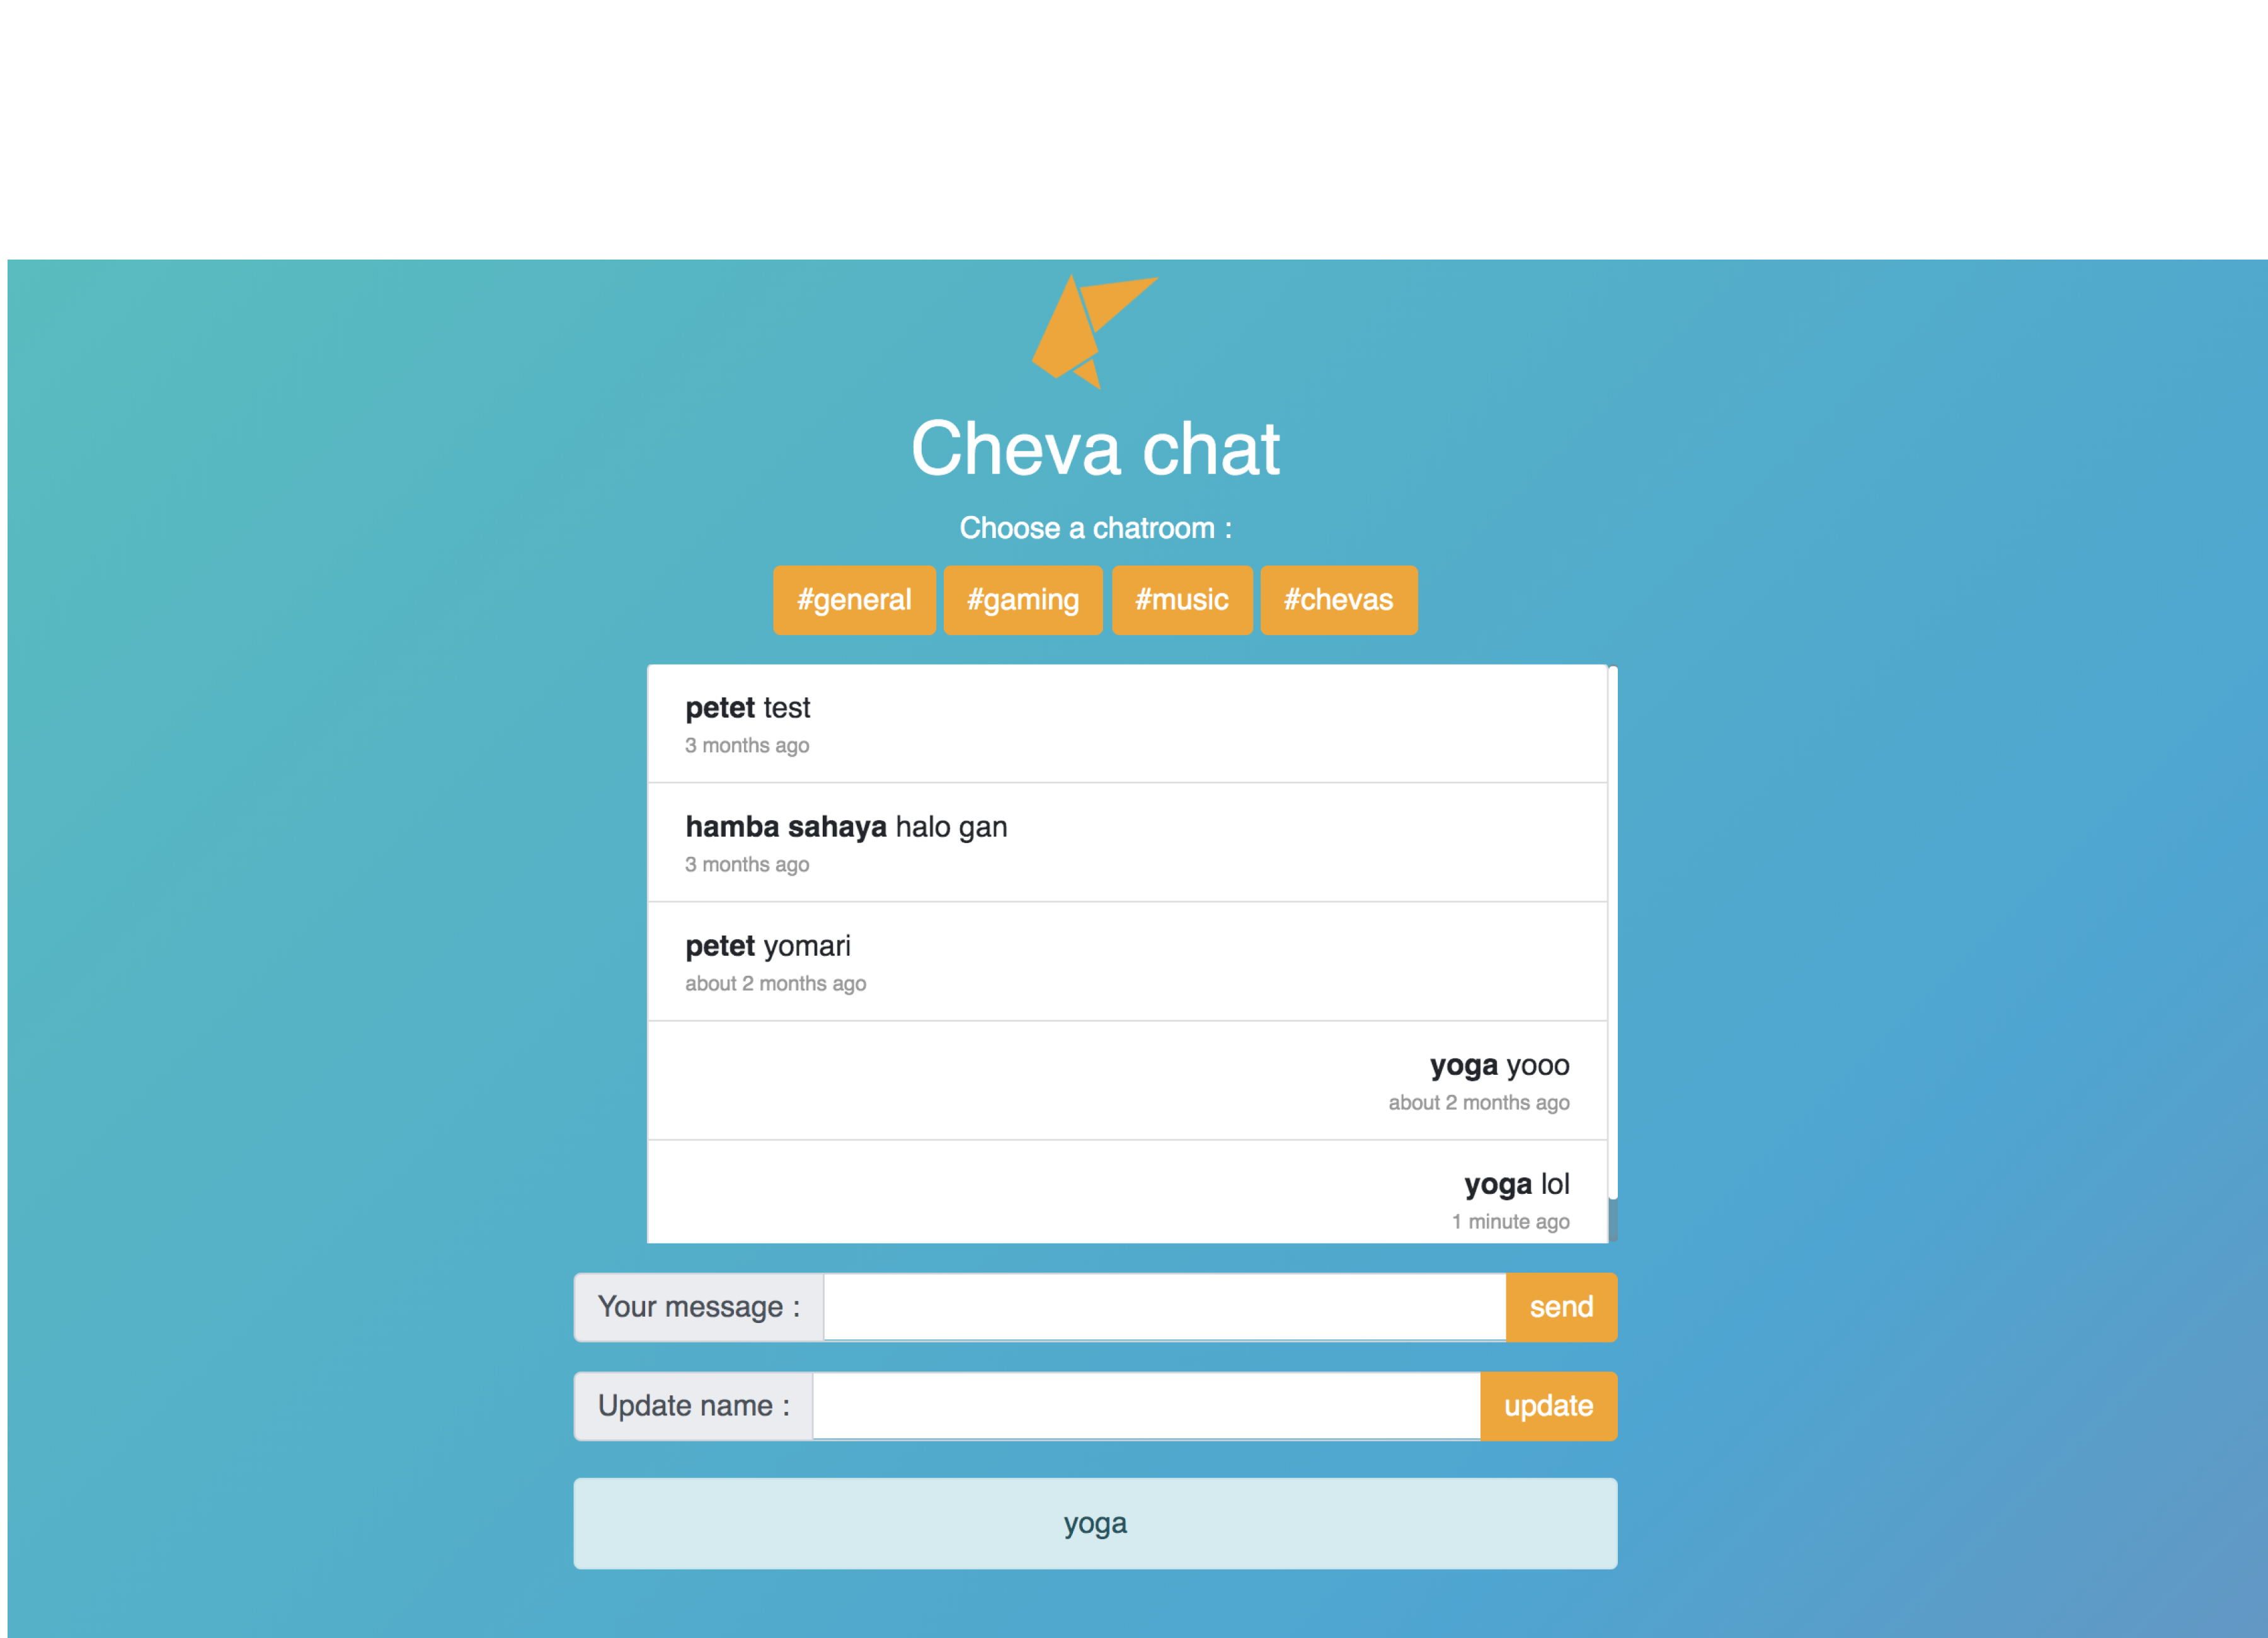 Cheva chat
Choose a chatroom :
#general #gaming #music #chevas
petet test
3 months ago
hamba sahaya halo gan
3 months ago
petet yomari
about 2 months ago
yoga yooo
about 2 months ago
yoga lol
1 minute ago
Your message : send
Update name : update
yoga